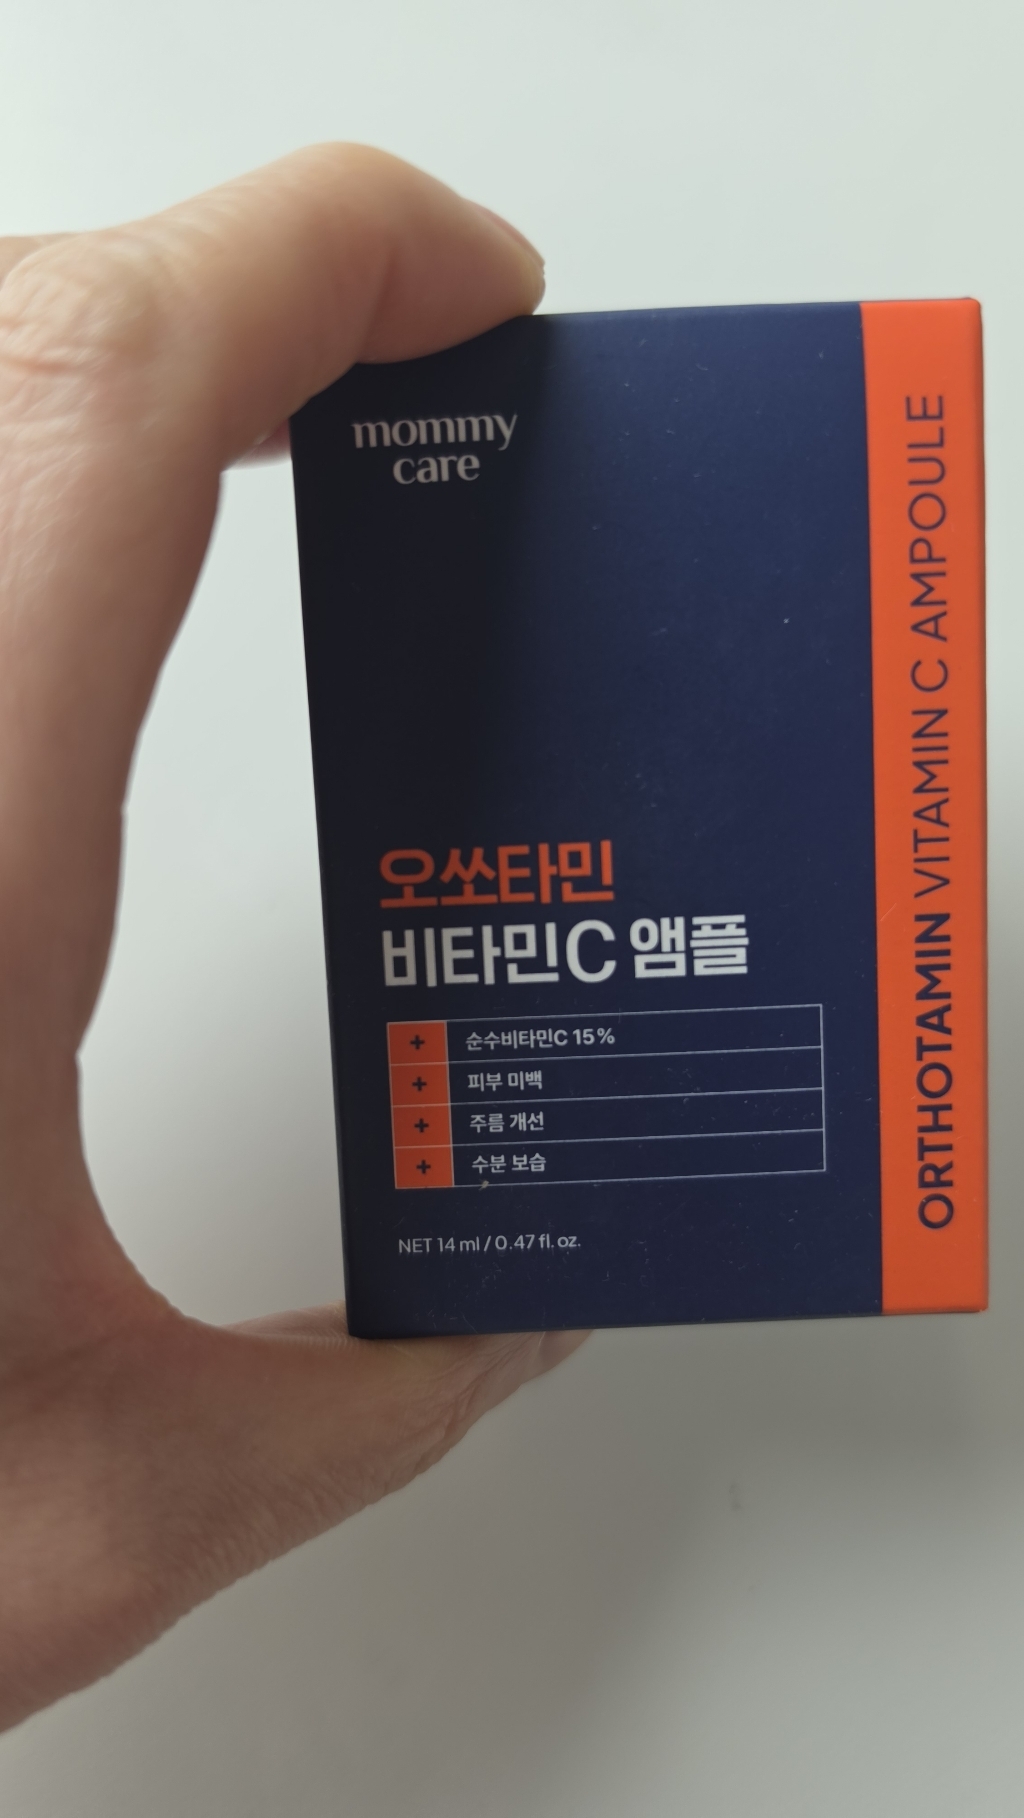 mommy
care
오쏘타민
비타민C 앰플
+ 순수비타민C 15%
+ 피부 미백
+ 주름 개선
+ 수분 보습
NET 14 ml / 0.47 fl. oz.
ORTHOTAMIN VITAMIN C AMPOULE